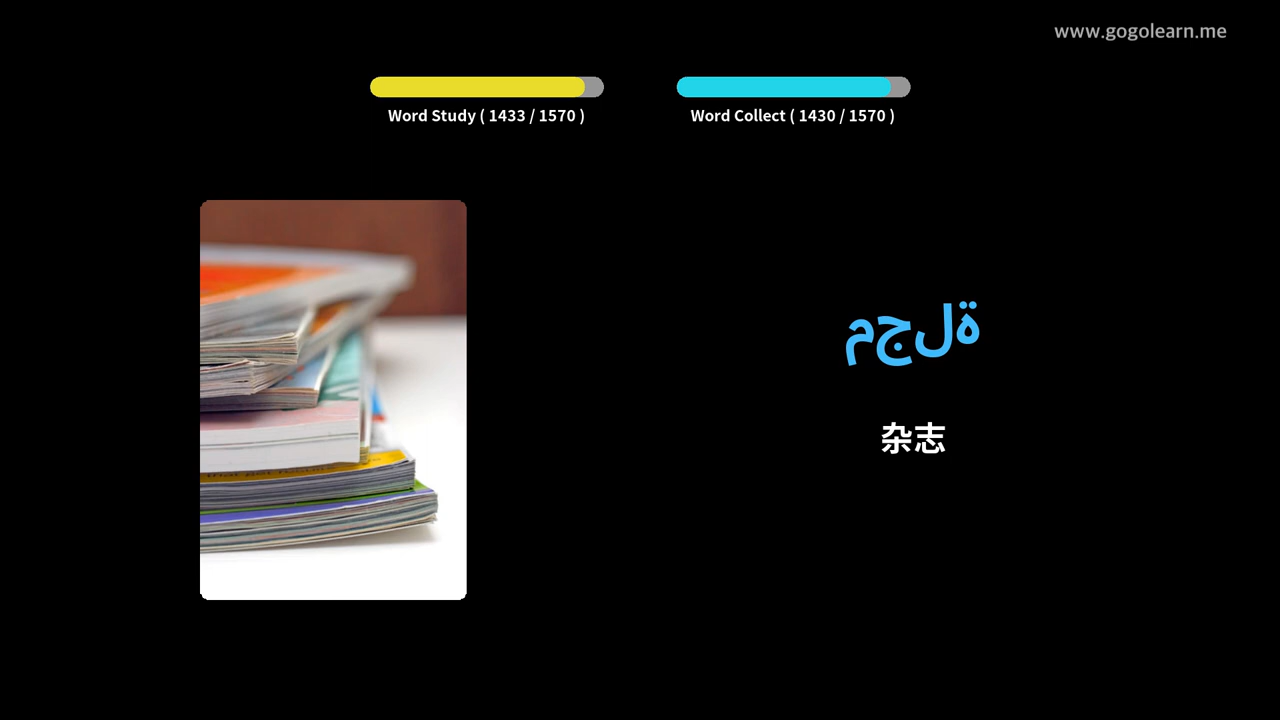 www.gogolearn.me
Word Study ( 1433 / 1570 )
Word Collect ( 1430 / 1570 )
مجلة
杂志